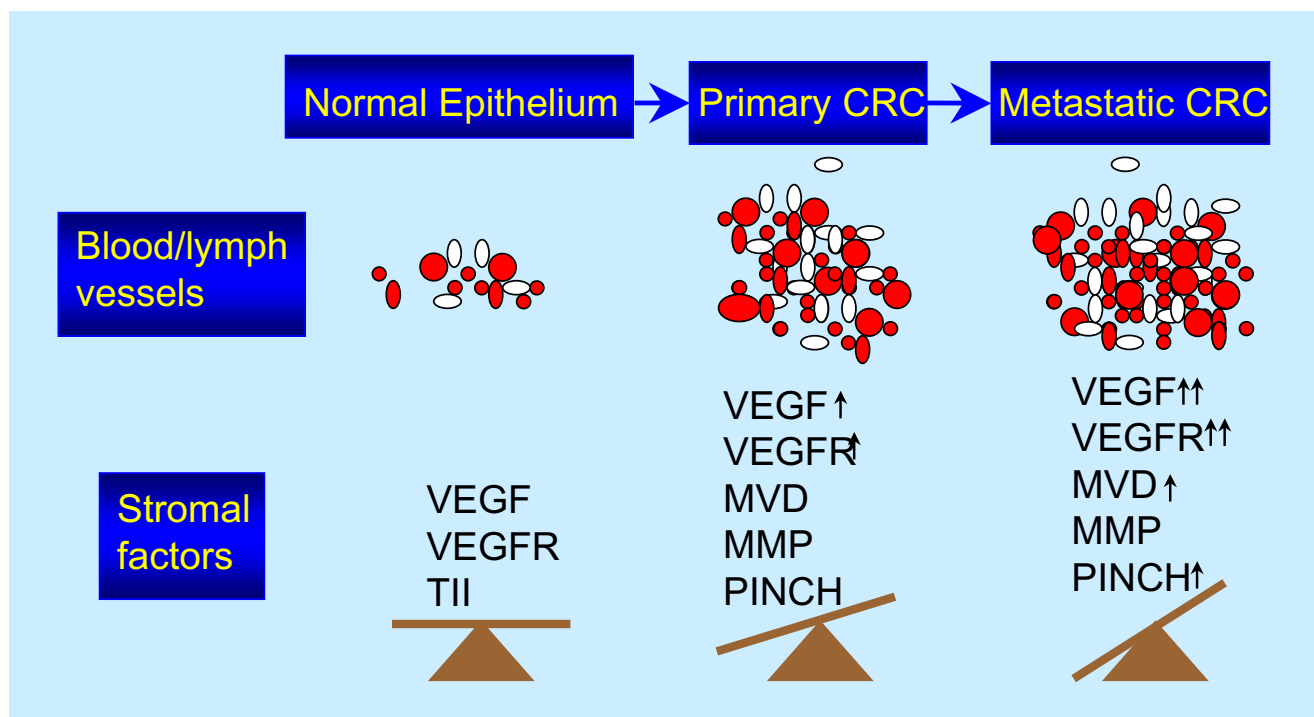 Normal Epithelium
Primary CRC
Metastatic CRC
Blood/lymph
vessels
Stromal
factors
VEGF
VEGFR
TII
VEGF↑
VEGFR↑
MVD
MMP
PINCH
VEGF↑↑
VEGFR↑↑
MVD↑
MMP
PINCH↑